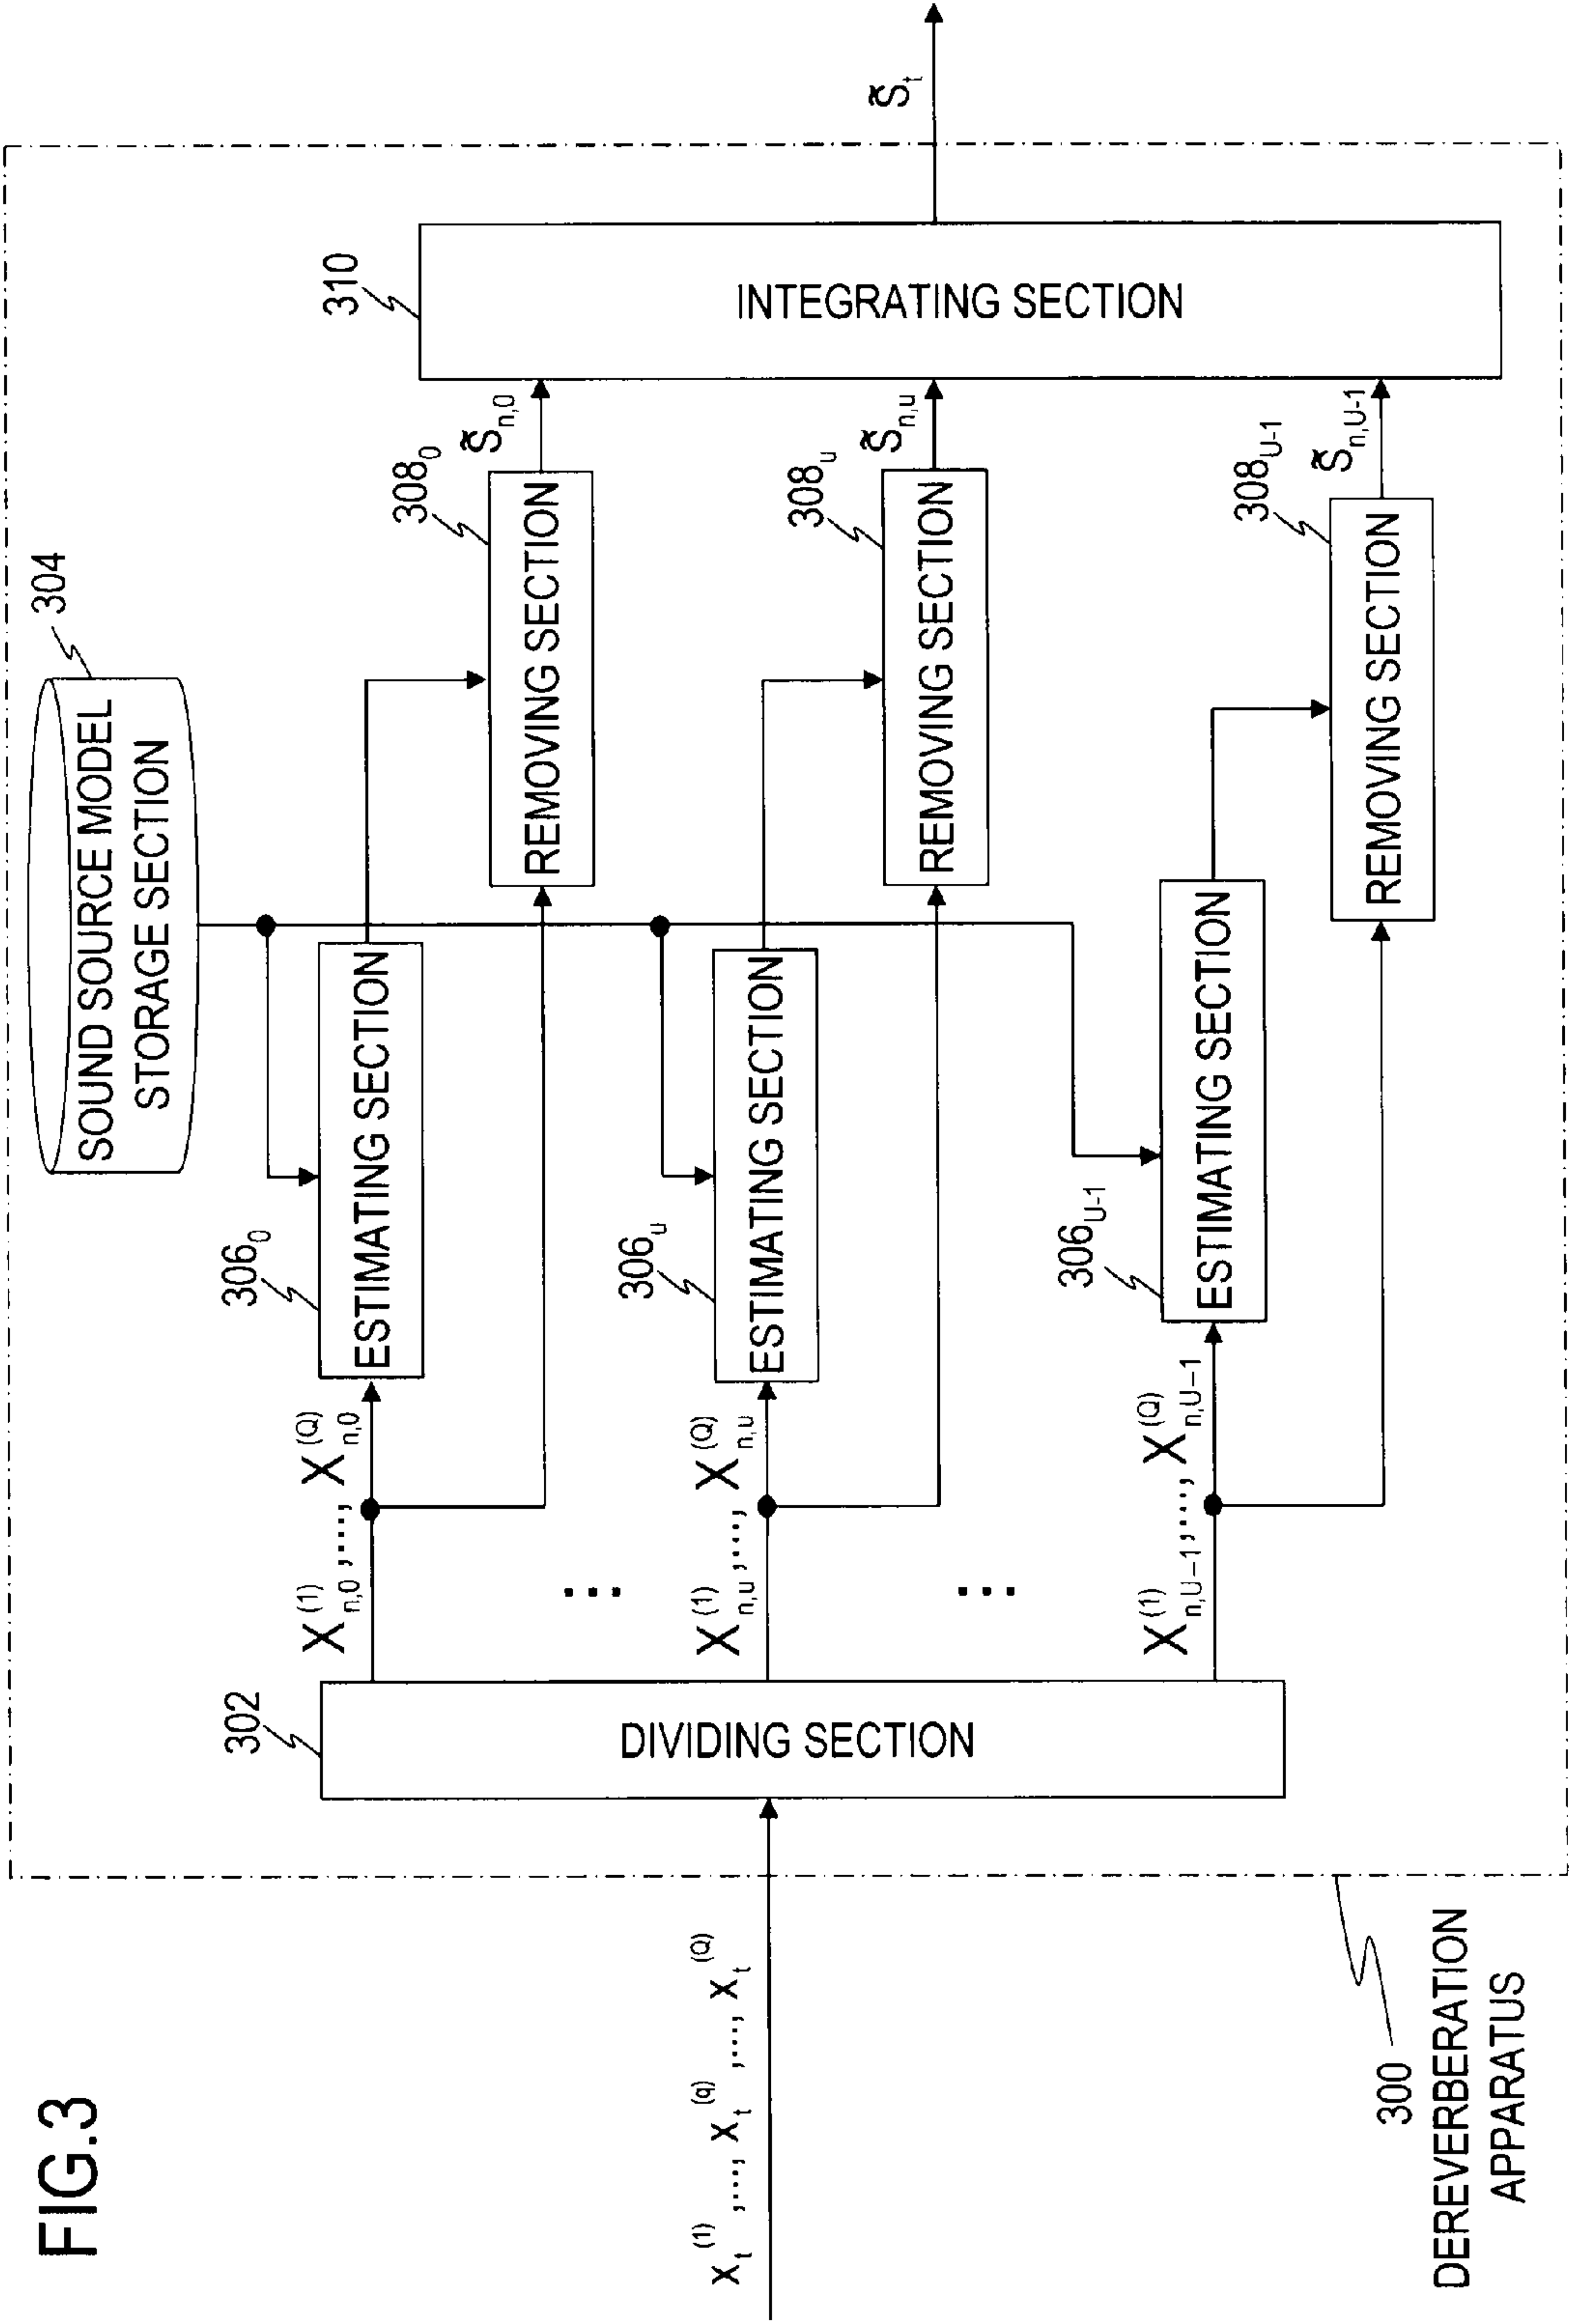 FIG.3
304
SOUND SOURCE MODEL
STORAGE SECTION
310
INTEGRATING SECTION
s̃_t
308_0
s̃_{n,0}
REMOVING SECTION
306_0
ESTIMATING SECTION
X_{n,0}^{(1)},...., X_{n,0}^{(Q)}
302
DIVIDING SECTION
...
308_u
s̃_{n,u}
REMOVING SECTION
306_u
ESTIMATING SECTION
X_{n,u}^{(1)},...., X_{n,u}^{(Q)}
x_t^{(1)},...., x_t^{(q)},...., x_t^{(Q)}
...
308_{U-1}
s̃_{n,U-1}
REMOVING SECTION
306_{U-1}
ESTIMATING SECTION
X_{n,U-1}^{(1)},...., X_{n,U-1}^{(Q)}
300
DEREVERBERATION
APPARATUS